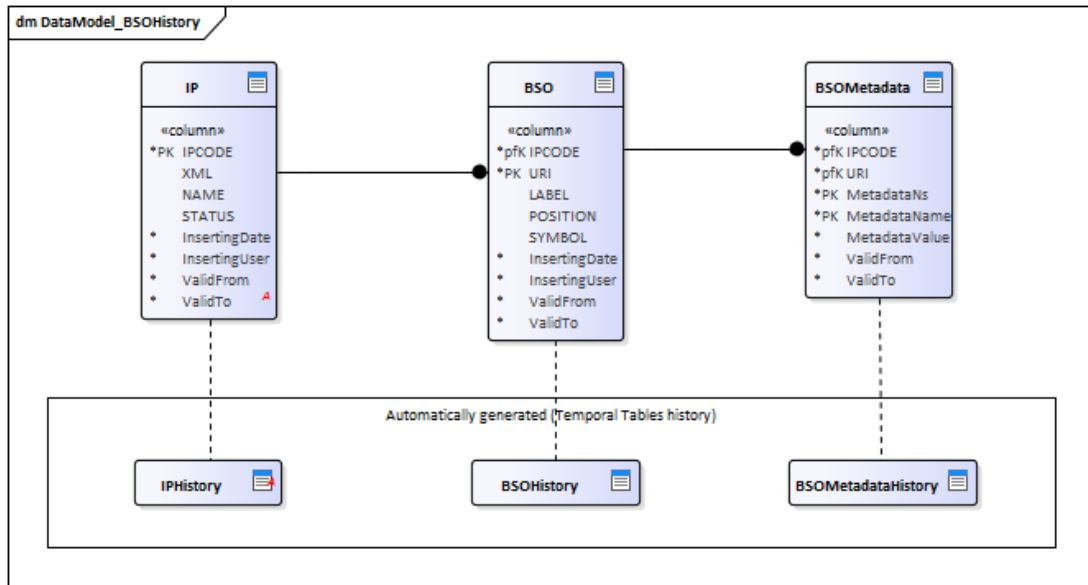 dm DataModel_BSOHistory
IP
«column»
*PK IPCODE
XML
NAME
STATUS
* InsertingDate
* InsertingUser
* ValidFrom
* ValidTo A
BSO
«column»
*pfK IPCODE
*PK URI
LABEL
POSITION
SYMBOL
* InsertingDate
* InsertingUser
* ValidFrom
* ValidTo
BSOMetadata
«column»
*pfK IPCODE
*pfK URI
*PK MetadataNs
*PK MetadataName
* MetadataValue
* ValidFrom
* ValidTo
Automatically generated (Temporal Tables history)
IPHistory A
BSOHistory
BSOMetadataHistory